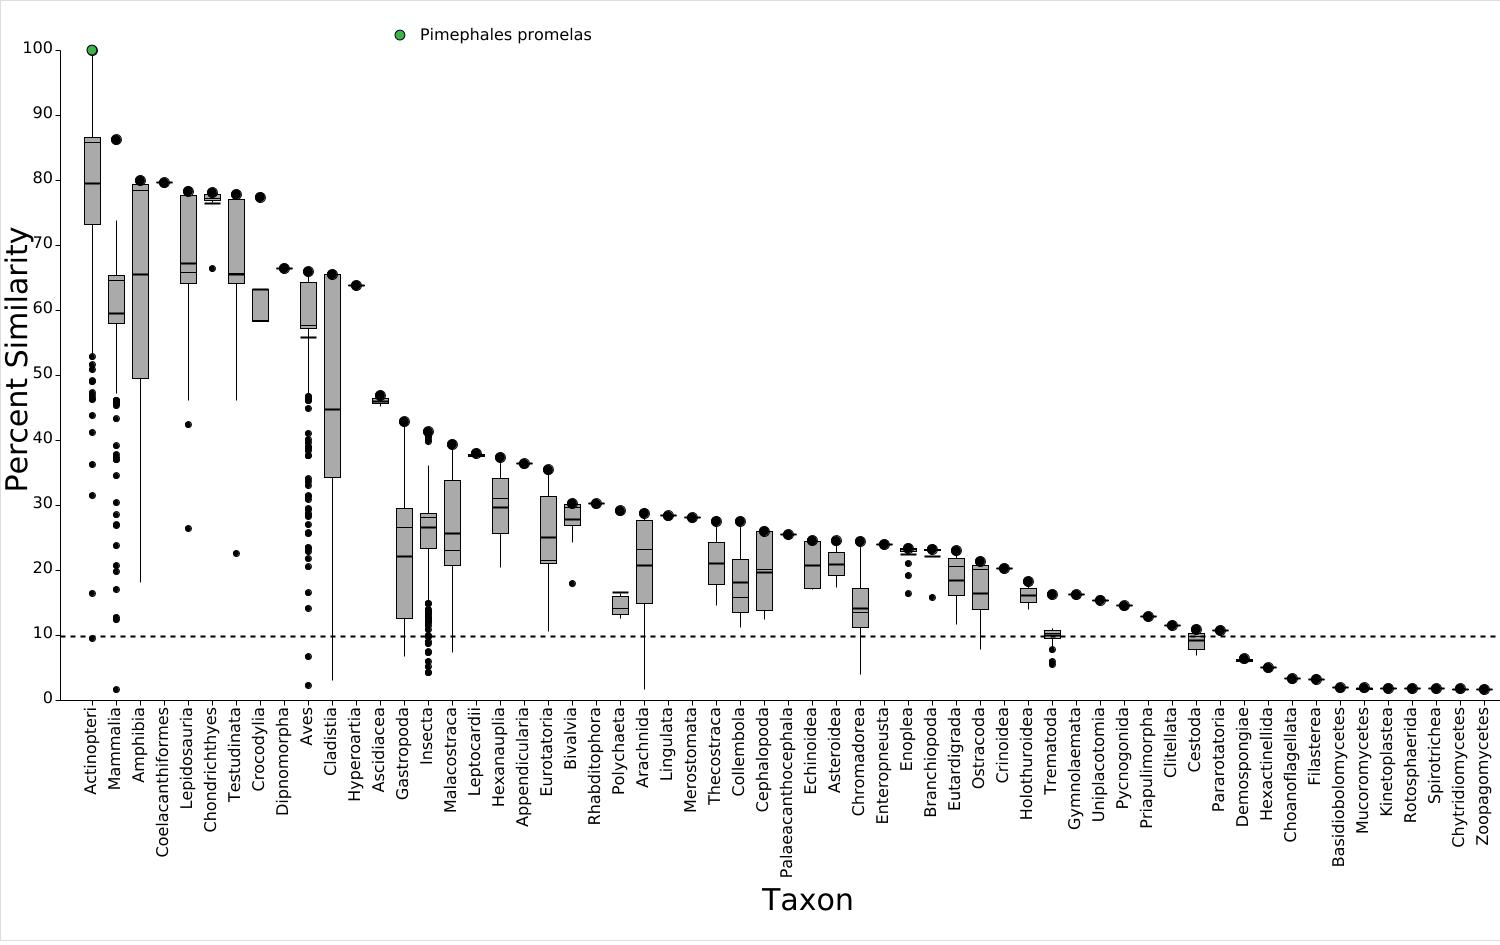 Pimephales promelas
100
90
80
70
60
50
40
30
20
10
0
Percent Similarity
Actinopteri
Mammalia
Amphibia
Coelacanthiformes
Lepidosauria
Chondrichthyes
Testudinata
Crocodylia
Dipnomorpha
Aves
Cladistia
Hyperoartia
Ascidiacea
Gastropoda
Insecta
Malacostraca
Leptocardii
Hexanauplia
Appendicularia
Eurotatoria
Bivalvia
Rhabditophora
Polychaeta
Arachnida
Lingulata
Merostomata
Thecostraca
Collembola
Cephalopoda
Palaeacanthocephala
Echinoidea
Asteroidea
Chromadorea
Enteropneusta
Enoplea
Branchiopoda
Eutardigrada
Ostracoda
Crinoidea
Holothuroidea
Trematoda
Gymnolaemata
Uniplacotomia
Pycnogonida
Priapulimorpha
Clitellata
Cestoda
Pararotatoria
Demospongiae
Hexactinellida
Choanoflagellata
Filasterea
Basidiobolomycetes
Mucoromycetes
Kinetoplastea
Rotosphaerida
Spirotrichea
Chytridiomycetes
Zoopagomycetes
Taxon